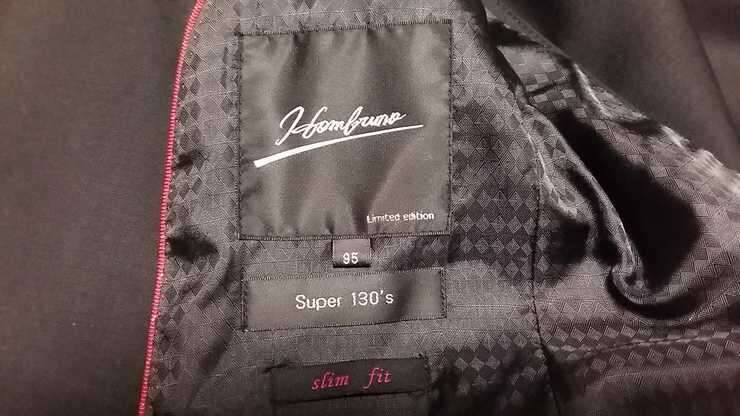 Hombruno
Limited edition
95
Super 130's
slim fit